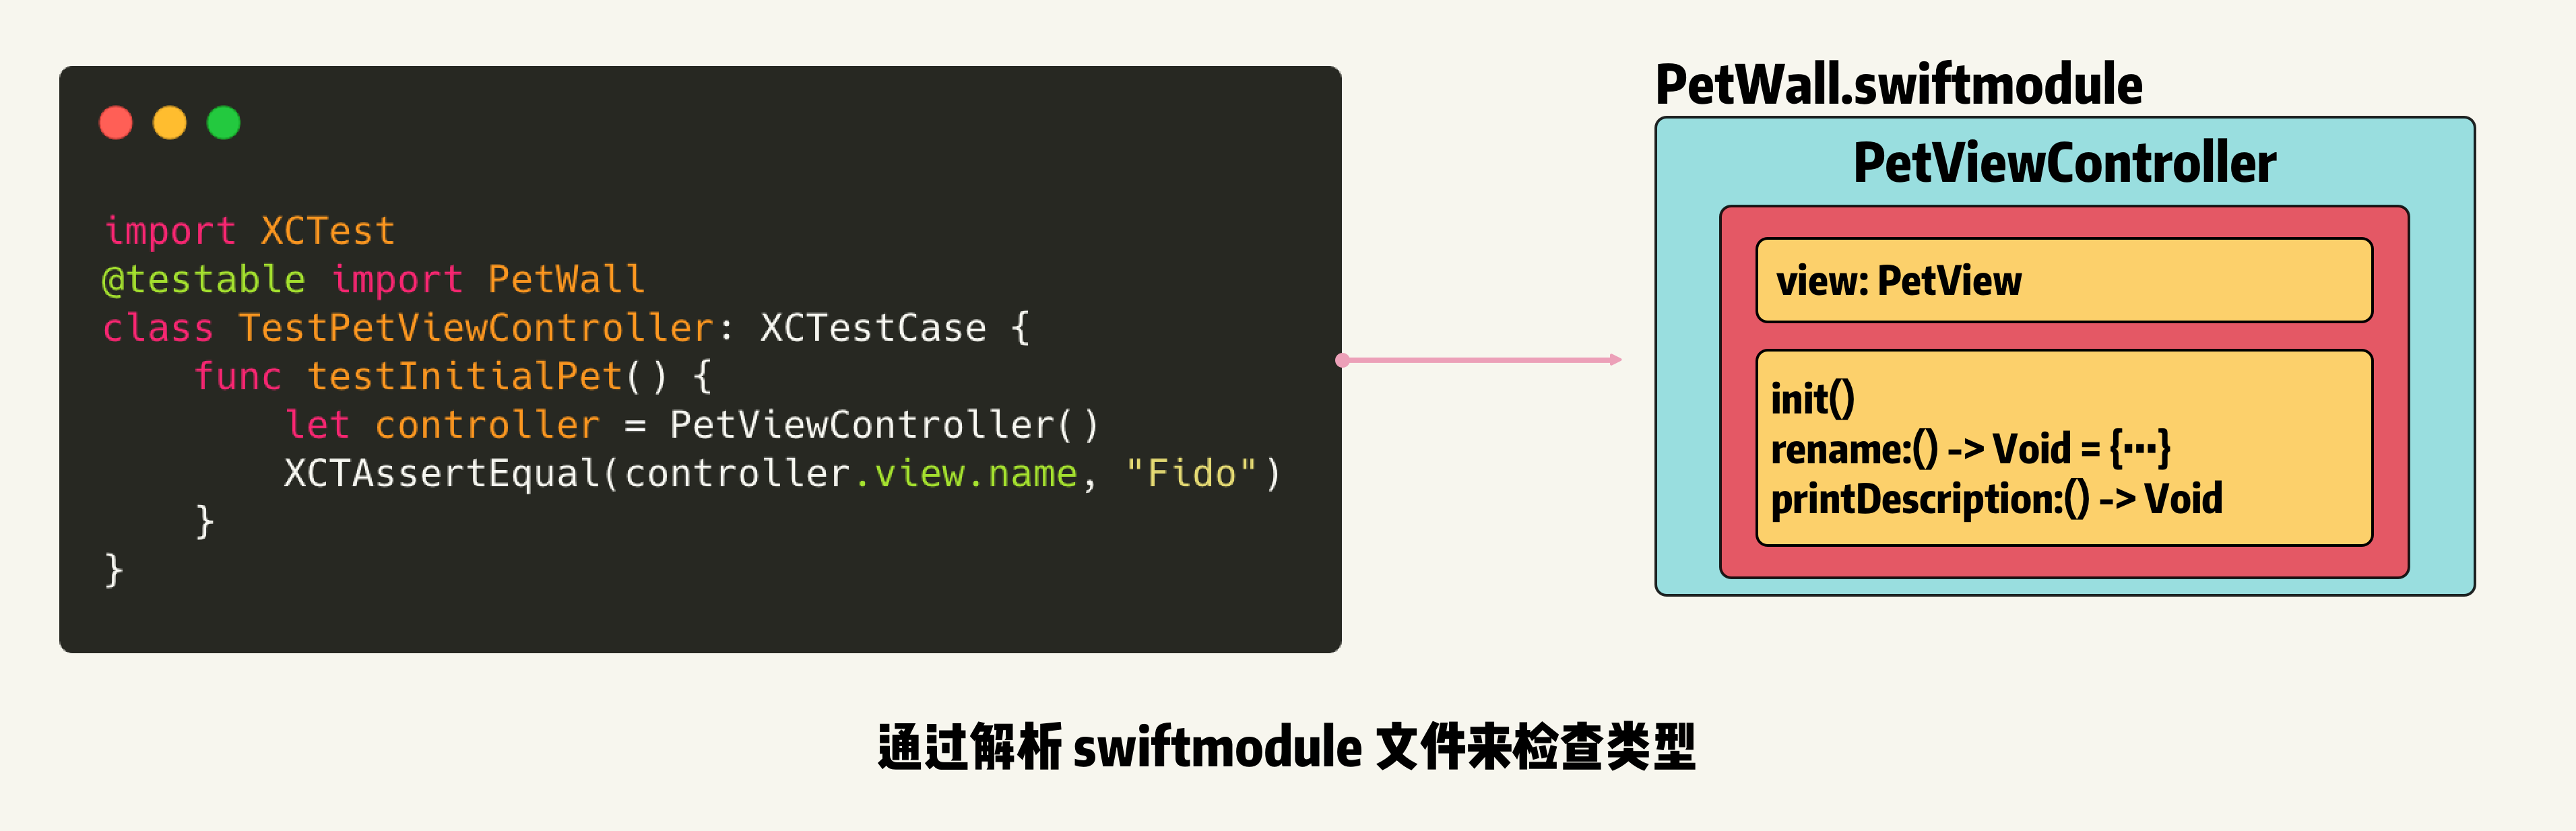 import XCTest
@testable import PetWall
class TestPetViewController: XCTestCase {
    func testInitialPet() {
        let controller = PetViewController()
        XCTAssertEqual(controller.view.name, "Fido")
    }
}
PetWall.swiftmodule
PetViewController
view: PetView
init()
rename:() -> Void = {⋯}
printDescription:() -> Void
通过解析 swiftmodule 文件来检查类型